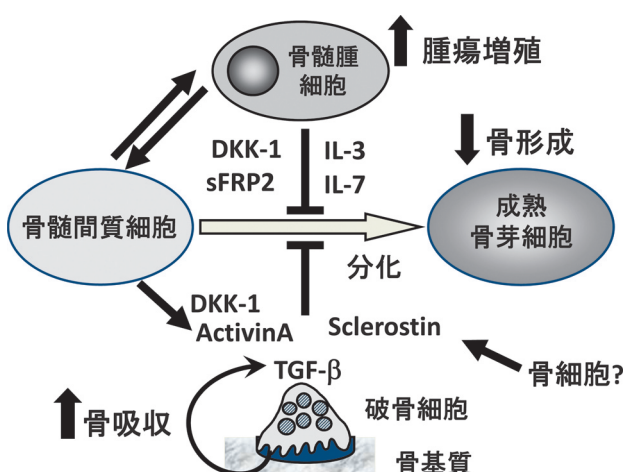 骨髄腫
細胞
腫瘍増殖
DKK-1 IL-3
sFRP2 IL-7
骨形成
骨髄間質細胞
成熟
骨芽細胞
分化
DKK-1
ActivinA
Sclerostin
TGF-β
骨細胞?
骨吸収
破骨細胞
骨基質